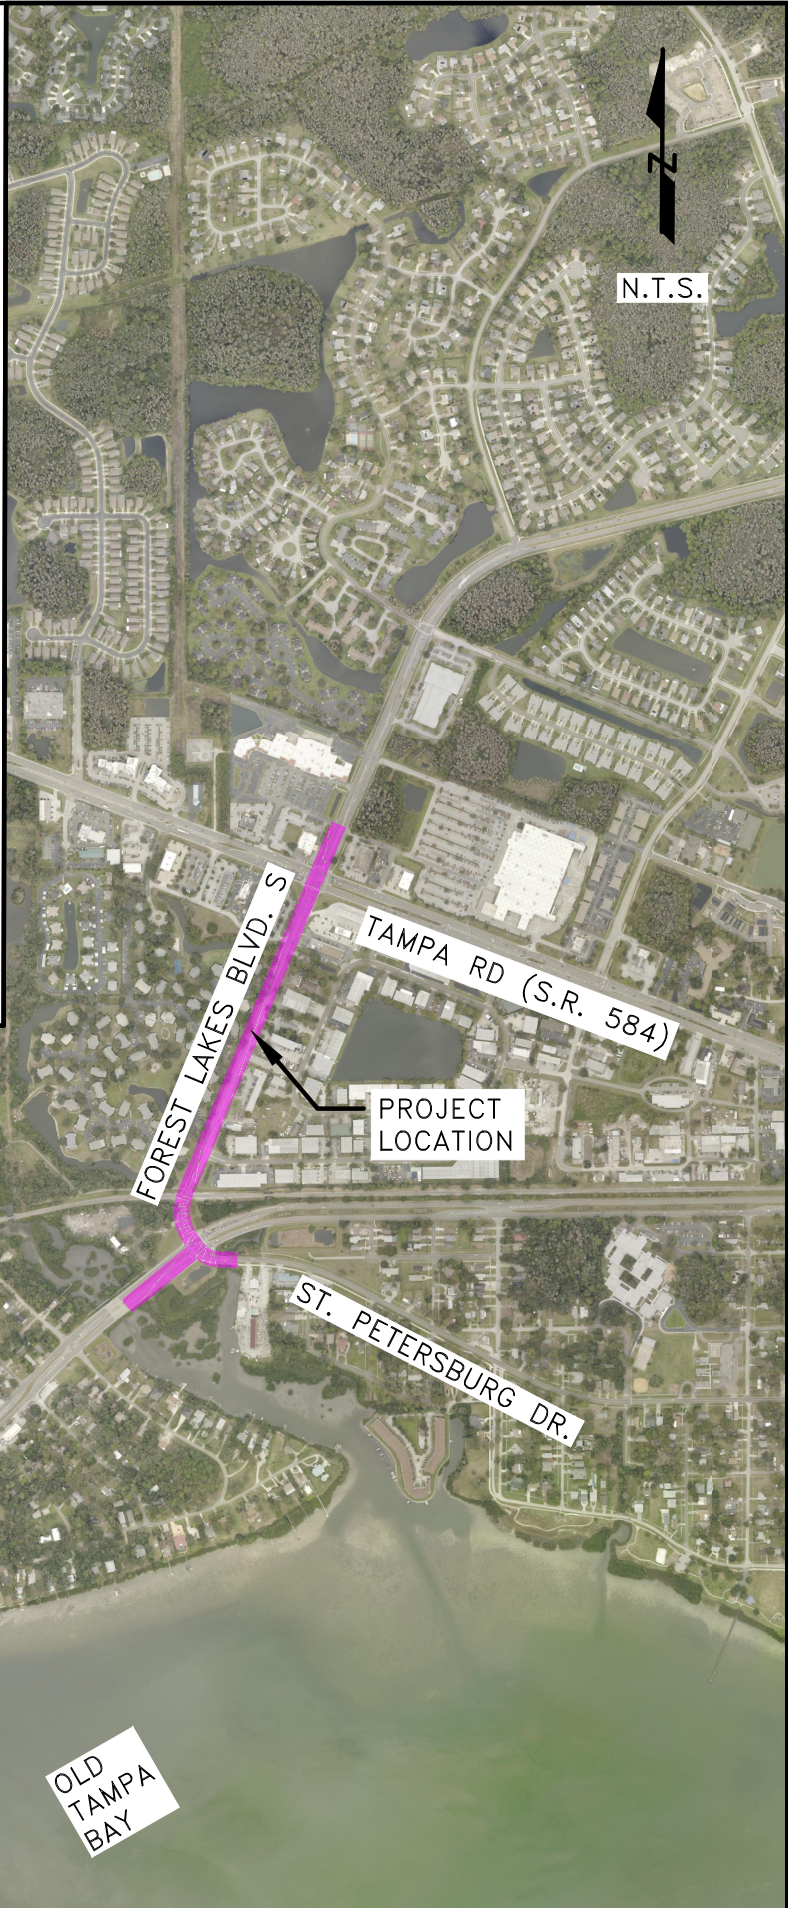 N
N.T.S.
FOREST LAKES BLVD. S
TAMPA RD (S.R. 584)
PROJECT
LOCATION
ST. PETERSBURG DR.
OLD
TAMPA
BAY